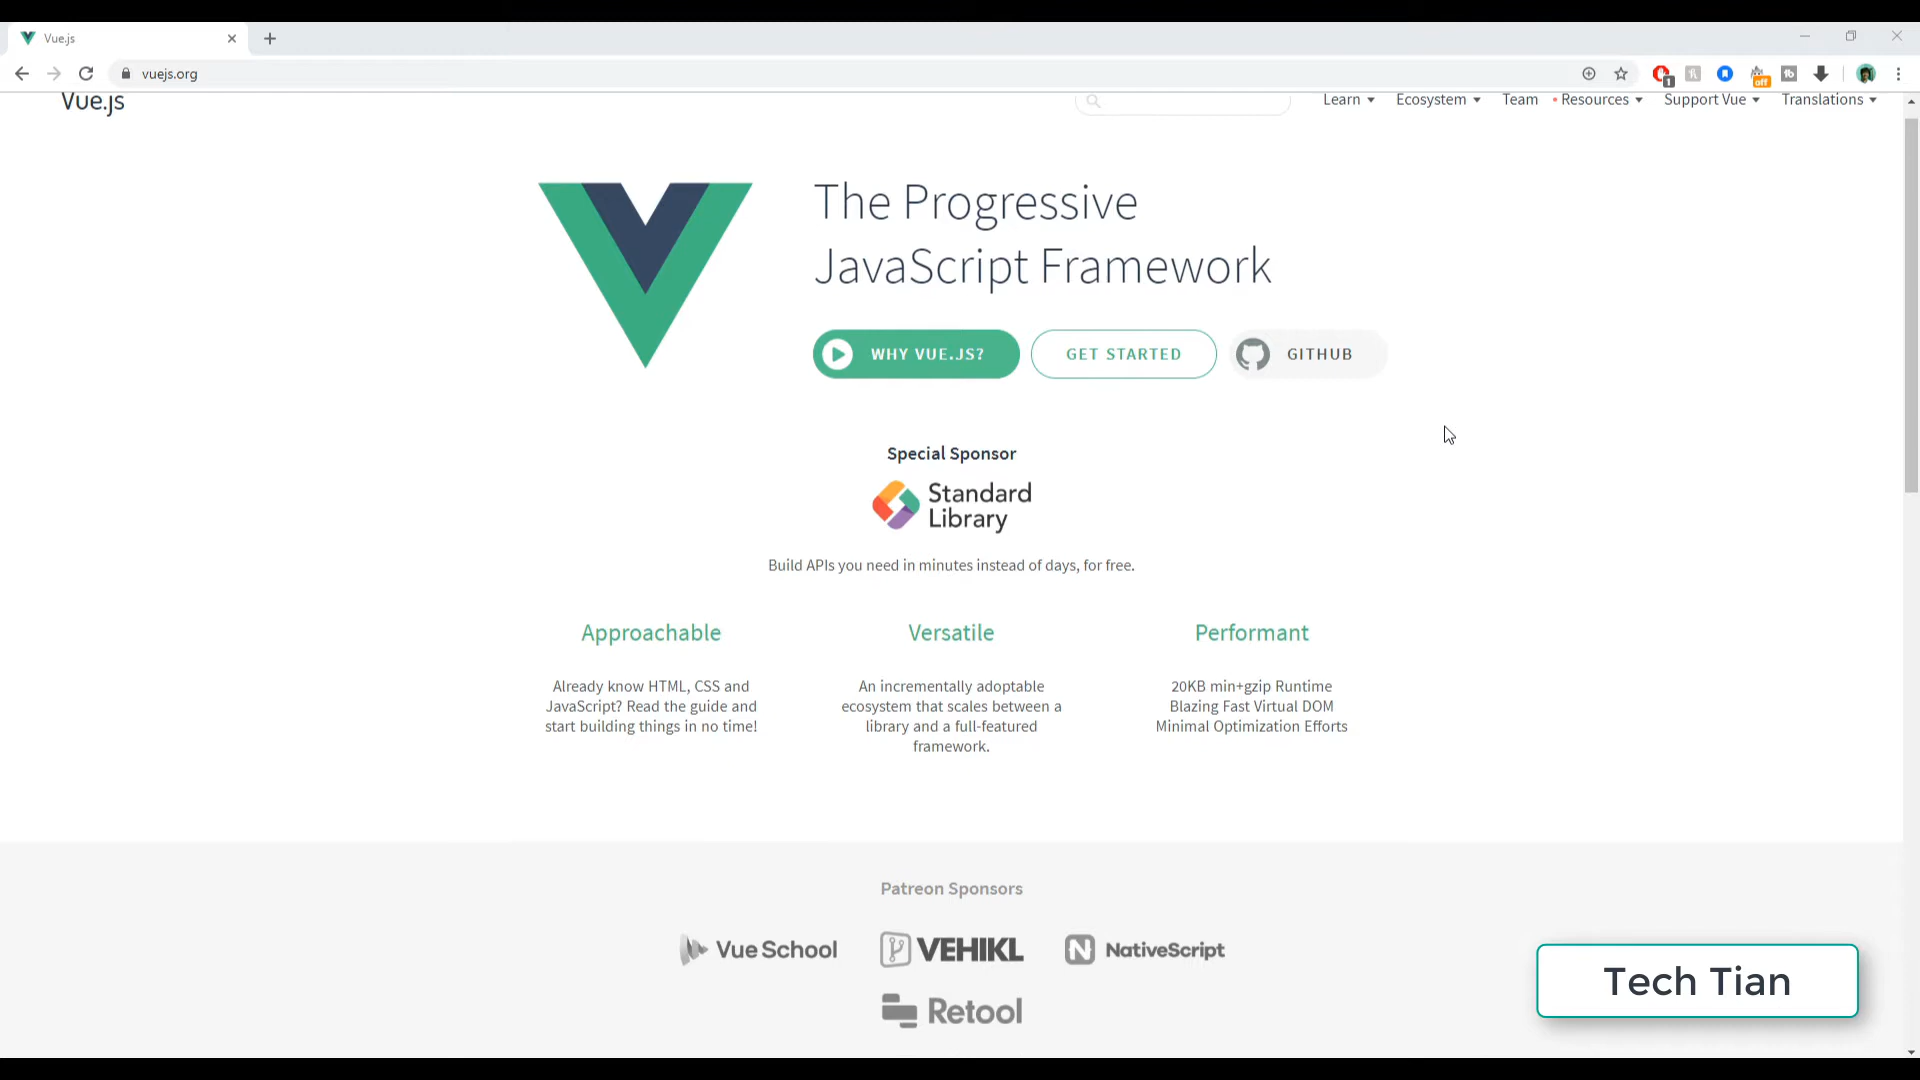 Vue.js
vuejs.org
1
off
tb
Vue.js
Learn
Ecosystem
Team
Resources
Support Vue
Translations
The Progressive
JavaScript Framework
WHY VUE.JS?
GET STARTED
GITHUB
Special Sponsor
Standard
Library
Build APIs you need in minutes instead of days, for free.
Approachable
Already know HTML, CSS and
JavaScript? Read the guide and
start building things in no time!
Versatile
An incrementally adoptable
ecosystem that scales between a
library and a full-featured
framework.
Performant
20KB min+gzip Runtime
Blazing Fast Virtual DOM
Minimal Optimization Efforts
Patreon Sponsors
Vue School
VEHIKL
N NativeScript
Retool
Tech Tian